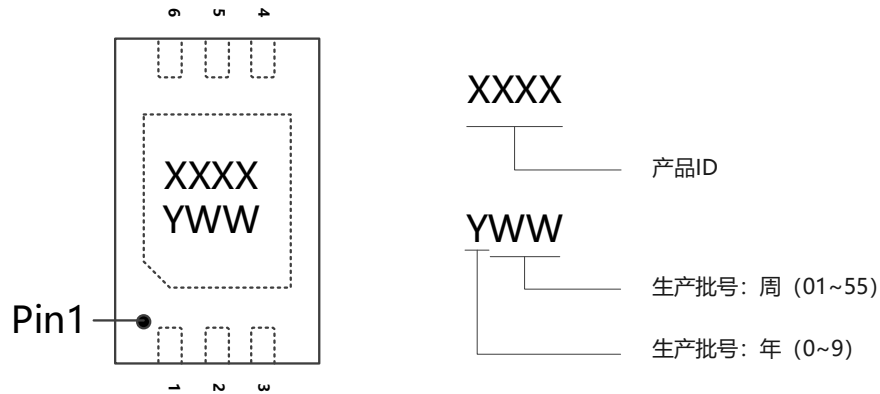 6 5 4
XXXX
YWW
Pin1
1 2 3
XXXX
产品ID
YWW
生产批号：周（01~55）
生产批号：年（0~9）